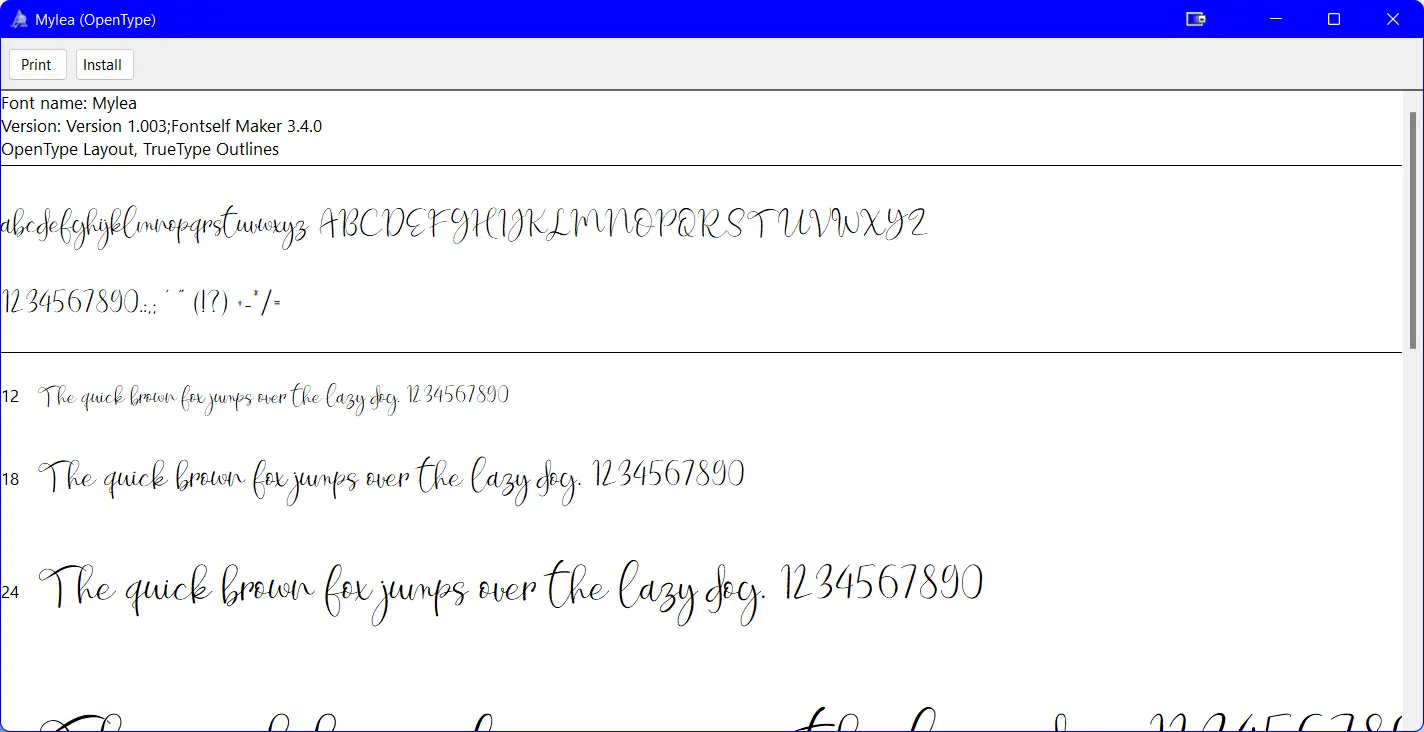 Mylea (OpenType)
Print Install
Font name: Mylea
Version: Version 1.003;Fontself Maker 3.4.0
OpenType Layout, TrueType Outlines
abcdefghijklmnopqrstuvwxyz ABCDEFGHIJKLMNOPQRSTUVWXYZ
1234567890.:,; ' " (!?) +-*/=
12 The quick brown fox jumps over the lazy dog. 1234567890
18 The quick brown fox jumps over the lazy dog. 1234567890
24 The quick brown fox jumps over the lazy dog. 1234567890